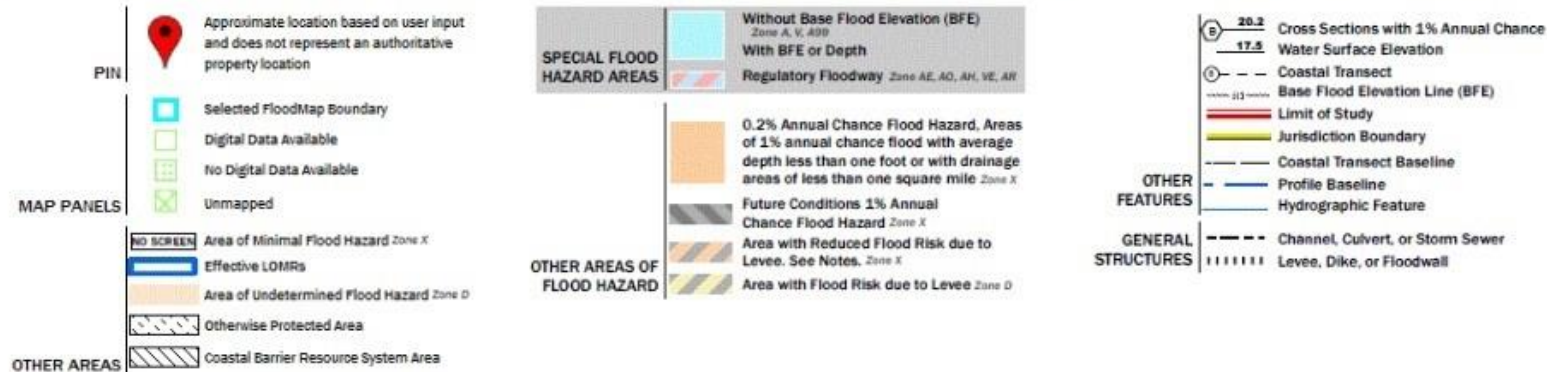 PIN
Approximate location based on user input
and does not represent an authoritative
property location
MAP PANELS
Selected FloodMap Boundary
Digital Data Available
No Digital Data Available
Unmapped
OTHER AREAS
NO SCREEN Area of Minimal Flood Hazard Zone X
Effective LOMRs
Area of Undetermined Flood Hazard Zone D
Otherwise Protected Area
Coastal Barrier Resource System Area
SPECIAL FLOOD
HAZARD AREAS
Without Base Flood Elevation (BFE)
Zone A, V, A99
With BFE or Depth
Regulatory Floodway Zone AE, AO, AH, VE, AR
OTHER AREAS OF
FLOOD HAZARD
0.2% Annual Chance Flood Hazard, Areas
of 1% annual chance flood with average
depth less than one foot or with drainage
areas of less than one square mile Zone X
Future Conditions 1% Annual
Chance Flood Hazard Zone X
Area with Reduced Flood Risk due to
Levee. See Notes. Zone X
Area with Flood Risk due to Levee Zone D
OTHER
FEATURES
B 20.2 Cross Sections with 1% Annual Chance
17.5 Water Surface Elevation
Coastal Transect
Base Flood Elevation Line (BFE)
Limit of Study
Jurisdiction Boundary
Coastal Transect Baseline
Profile Baseline
Hydrographic Feature
GENERAL
STRUCTURES
Channel, Culvert, or Storm Sewer
Levee, Dike, or Floodwall